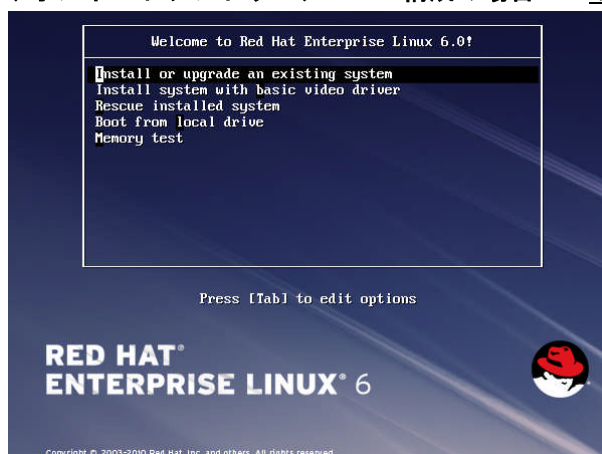 Welcome to Red Hat Enterprise Linux 6.0!
Install or upgrade an existing system
Install system with basic video driver
Rescue installed system
Boot from local drive
Memory test
Press [Tab] to edit options
RED HAT®
ENTERPRISE LINUX® 6
Copyright © 2003-2010 Red Hat, Inc. and others. All rights reserved.